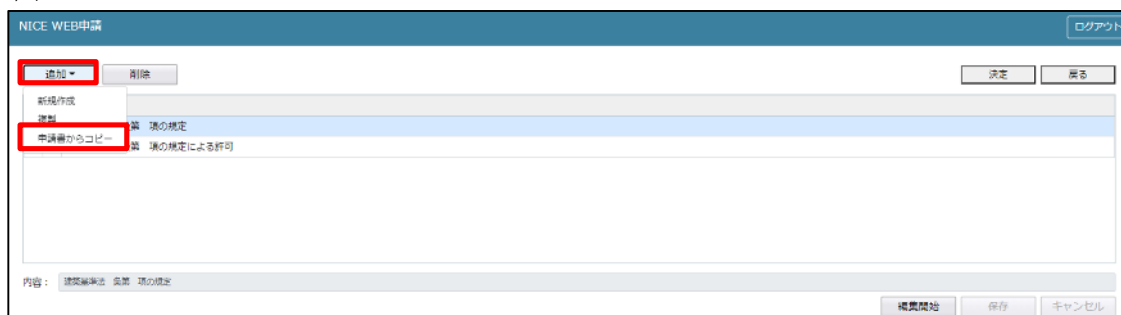 NICE WEB申請
ログアウト
追加▼ 削除 決定 戻る
新規作成
複製
条第 項の規定
申請書からコピー
条第 項の規定による許可
内容: 建築基準法 条第 項の規定
編集開始 保存 キャンセル